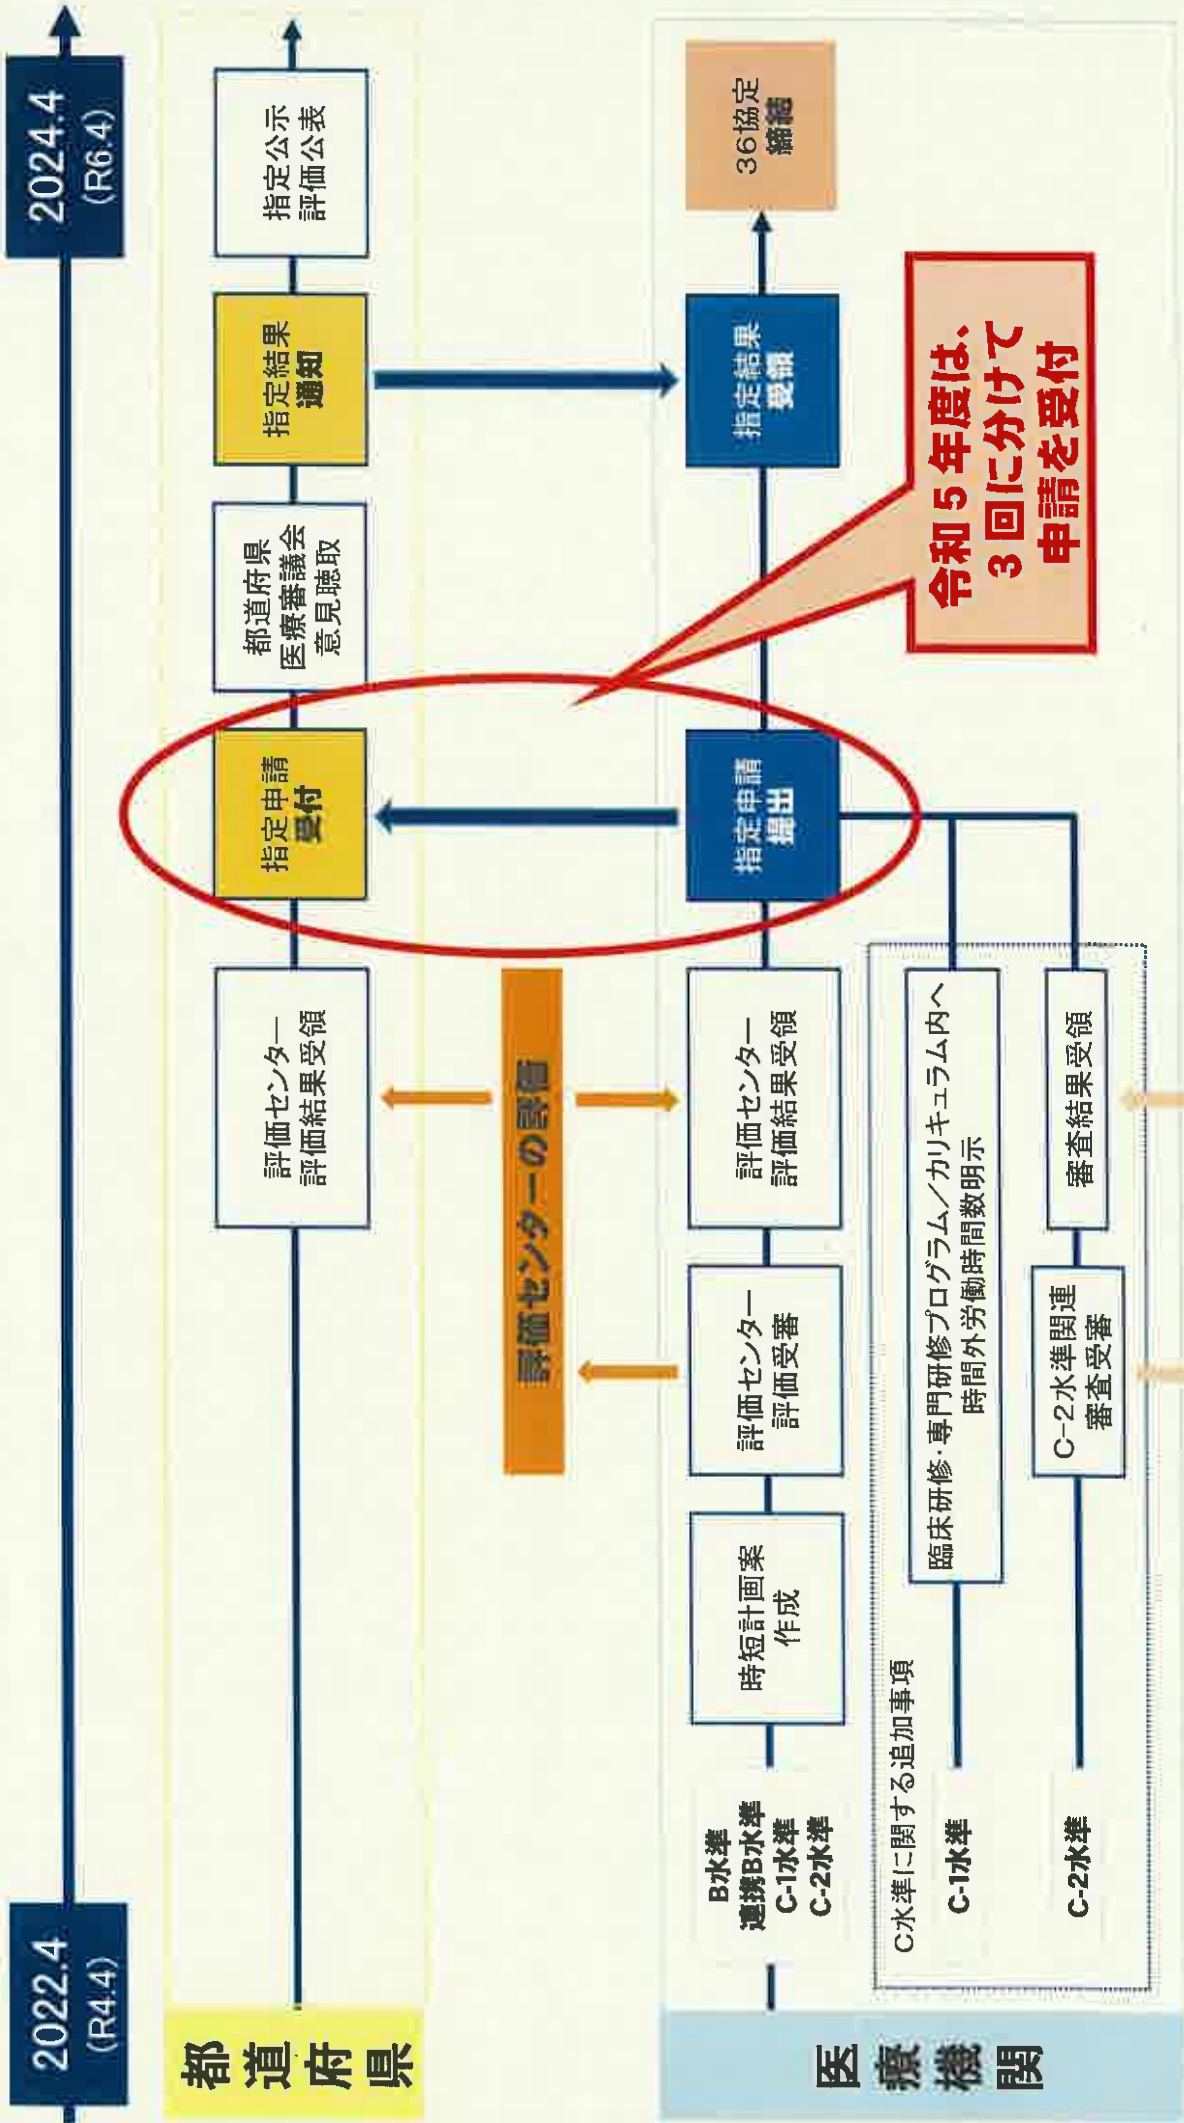 2022.4
(R4.4)
2024.4
(R6.4)
都道府県
評価センター
評価結果受領
指定申請
受付
都道府県
医療審議会
意見聴取
指定結果
通知
指定公示
評価公表
評価センターの評価
医療機関
B水準
連携B水準
C-1水準
C-2水準
時短計画案
作成
評価センター
評価受審
評価センター
評価結果受領
指定申請
提出
指定結果
受領
36協定
締結
C水準に関する追加事項
C-1水準
臨床研修・専門研修プログラム/カリキュラム内へ
時間外労働時間数明示
C-2水準
C-2水準関連
審査受審
審査結果受領
令和5年度は、
3回に分けて
申請を受付